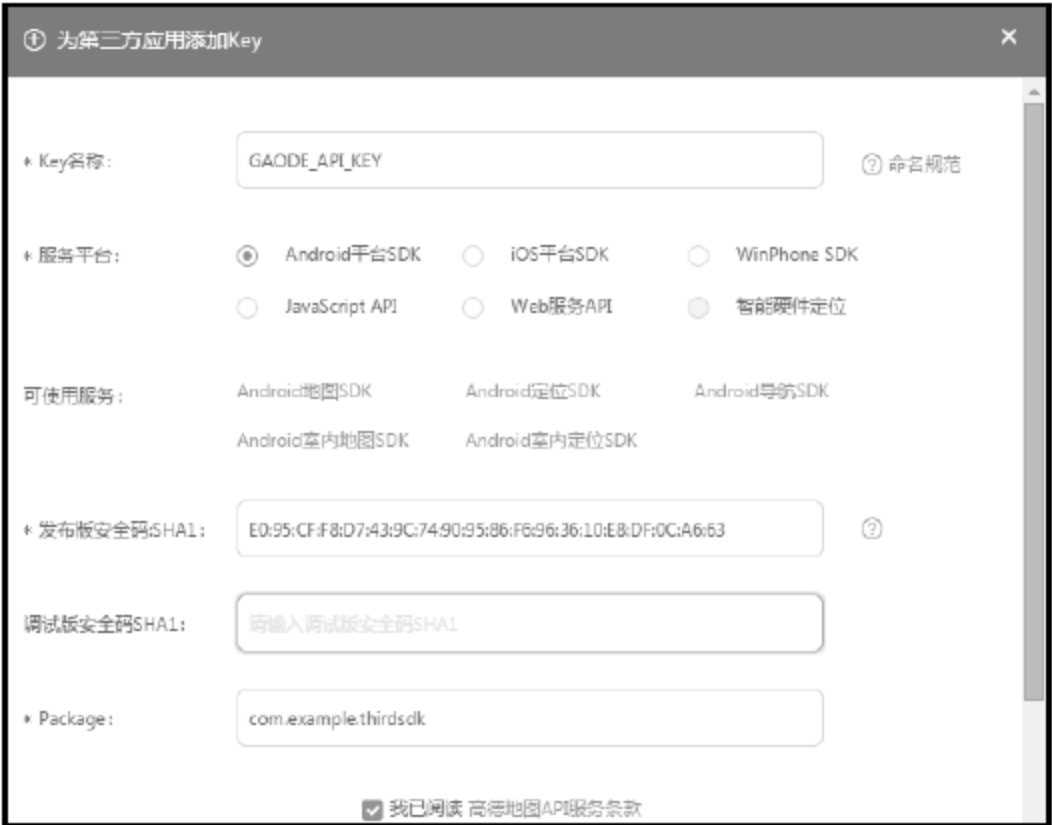 为第三方应用添加Key
* Key名称: GAODE_API_KEY 命名规范
* 服务平台: Android平台SDK iOS平台SDK WinPhone SDK
JavaScript API Web服务API 智能硬件定位
可使用服务: Android地图SDK Android定位SDK Android导航SDK
Android室内地图SDK Android室内定位SDK
* 发布版安全码SHA1: E0:95:CF:F8:D7:43:9C:74:90:95:86:F6:96:36:10:E8:DF:0C:A6:63
调试版安全码SHA1: 请输入调试版安全码SHA1
* Package: com.example.thirdsdk
我已阅读 高德地图API服务条款